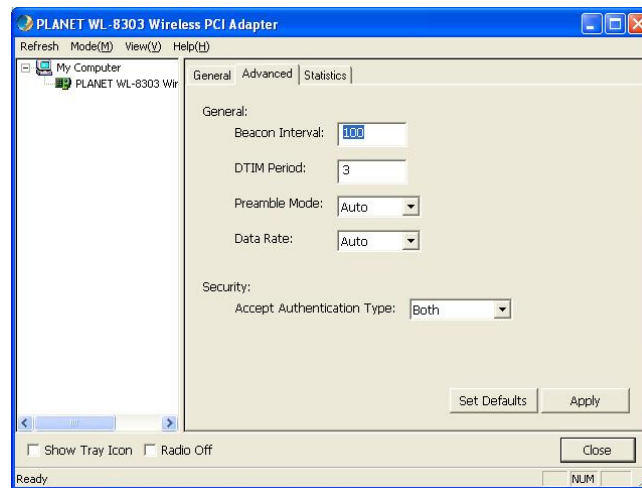 PLANET WL-8303 Wireless PCI Adapter
Refresh Mode(M) View(V) Help(H)
My Computer
PLANET WL-8303 Wir
General Advanced Statistics
General:
Beacon Interval: 100
DTIM Period: 3
Preamble Mode: Auto
Data Rate: Auto
Security:
Accept Authentication Type: Both
Set Defaults Apply
Show Tray Icon Radio Off Close
Ready NUM